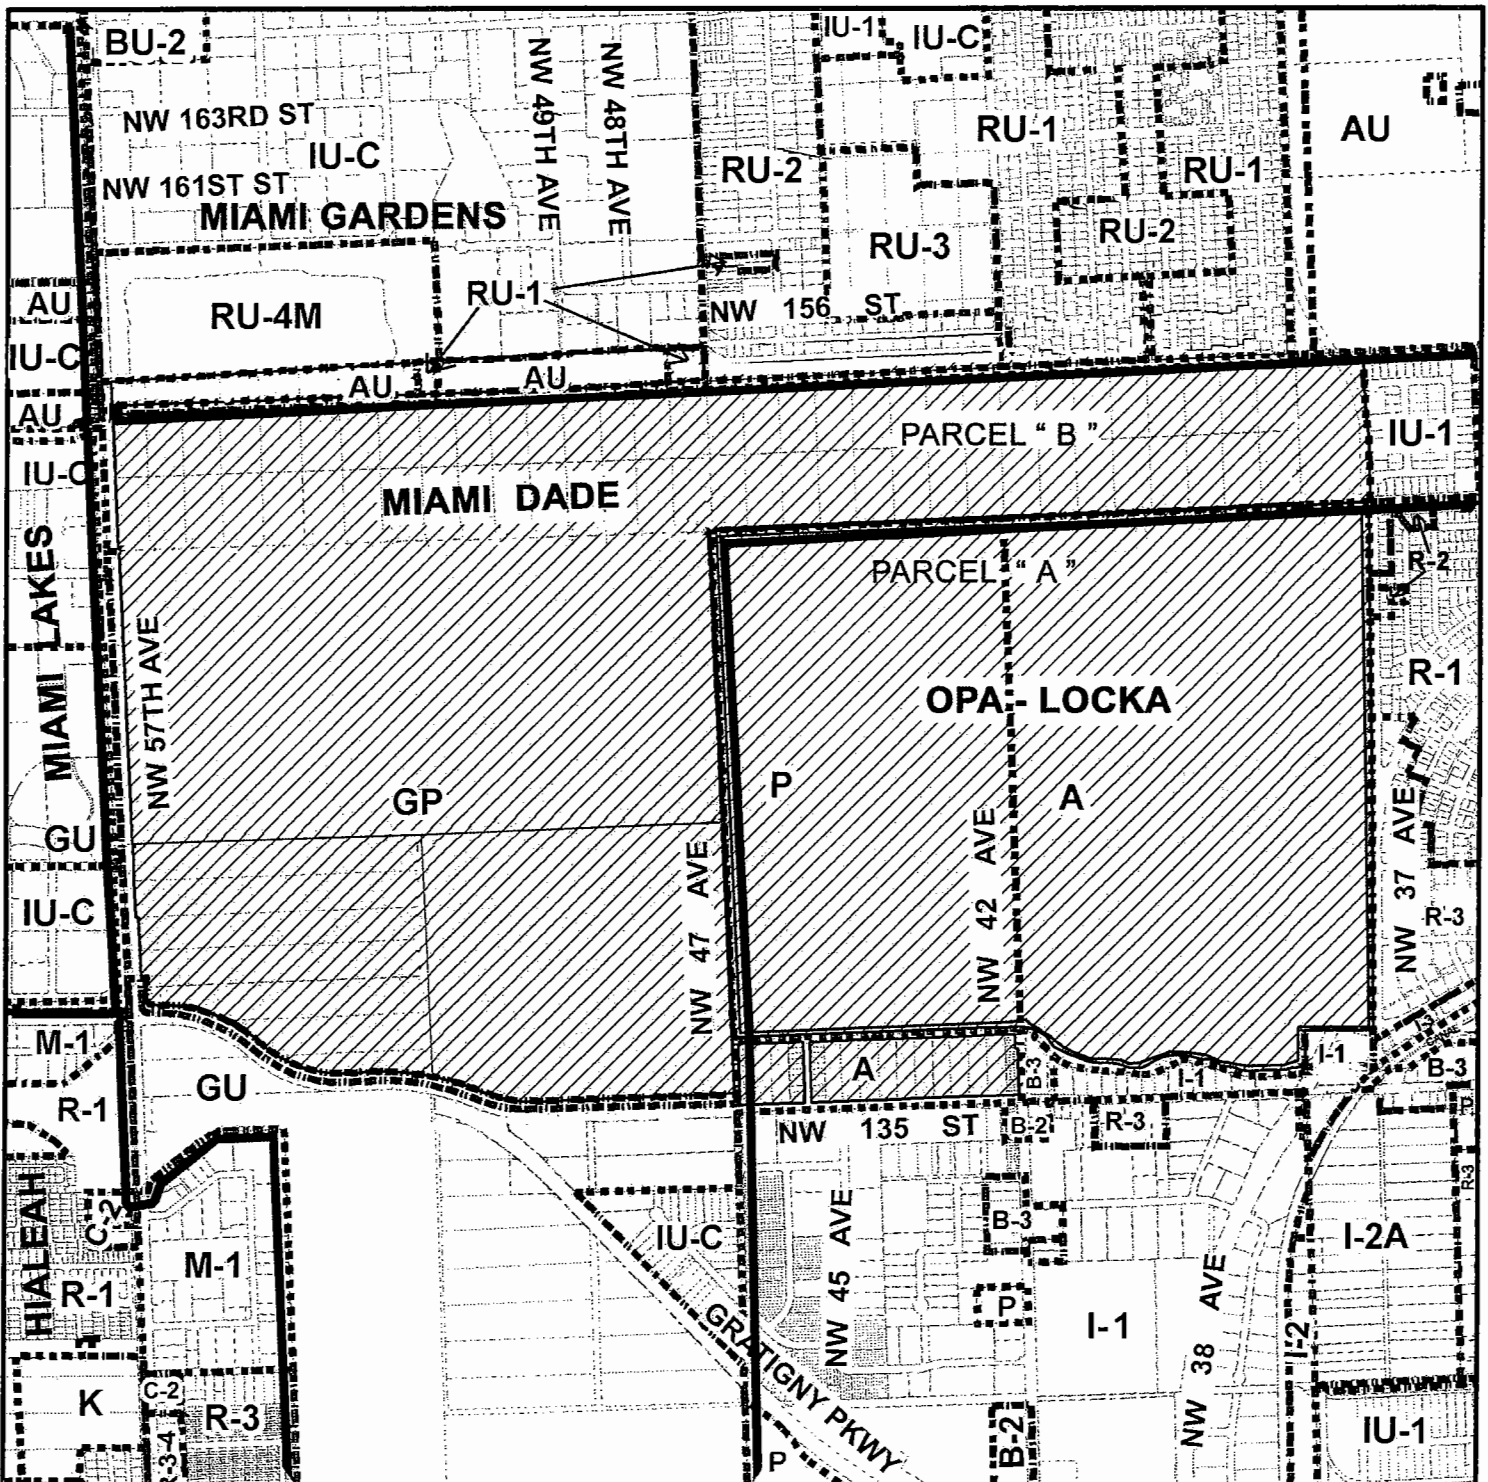 BU-2
IU-1
IU-C
NW 49TH AVE
NW 48TH AVE
NW 163RD ST
IU-C
RU-1
AU
NW 161ST ST
RU-2
RU-1
MIAMI GARDENS
RU-3
RU-2
AU
RU-4M
RU-1
NW 156 ST
IU-C
AU
AU
AU
IU-C
PARCEL “ B ”
IU-1
MIAMI DADE
MIAMI LAKES
PARCEL “ A ”
R-2
NW 57TH AVE
OPA - LOCKA
R-1
GP
P
A
GU
NW 47 AVE
NW 42 AVE
NW 37 AVE
IU-C
R-3
M-1
GU
A
B-3
I-1
I-1
I-3
B-3
R-1
NW 135 ST
B-2
R-3
P
R-3
HIALEAH
C-2
IU-C
NW 45 AVE
B-3
I-2A
M-1
R-1
P
I-1
NW 38 AVE
I-2
GRATIGNY PKWY
K
C-2
R-3
R-3-4
B-2
IU-1
P